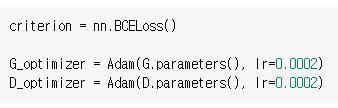 criterion = nn.BCELoss()
G_optimizer = Adam(G.parameters(), lr=0.0002)
D_optimizer = Adam(D.parameters(), lr=0.0002)